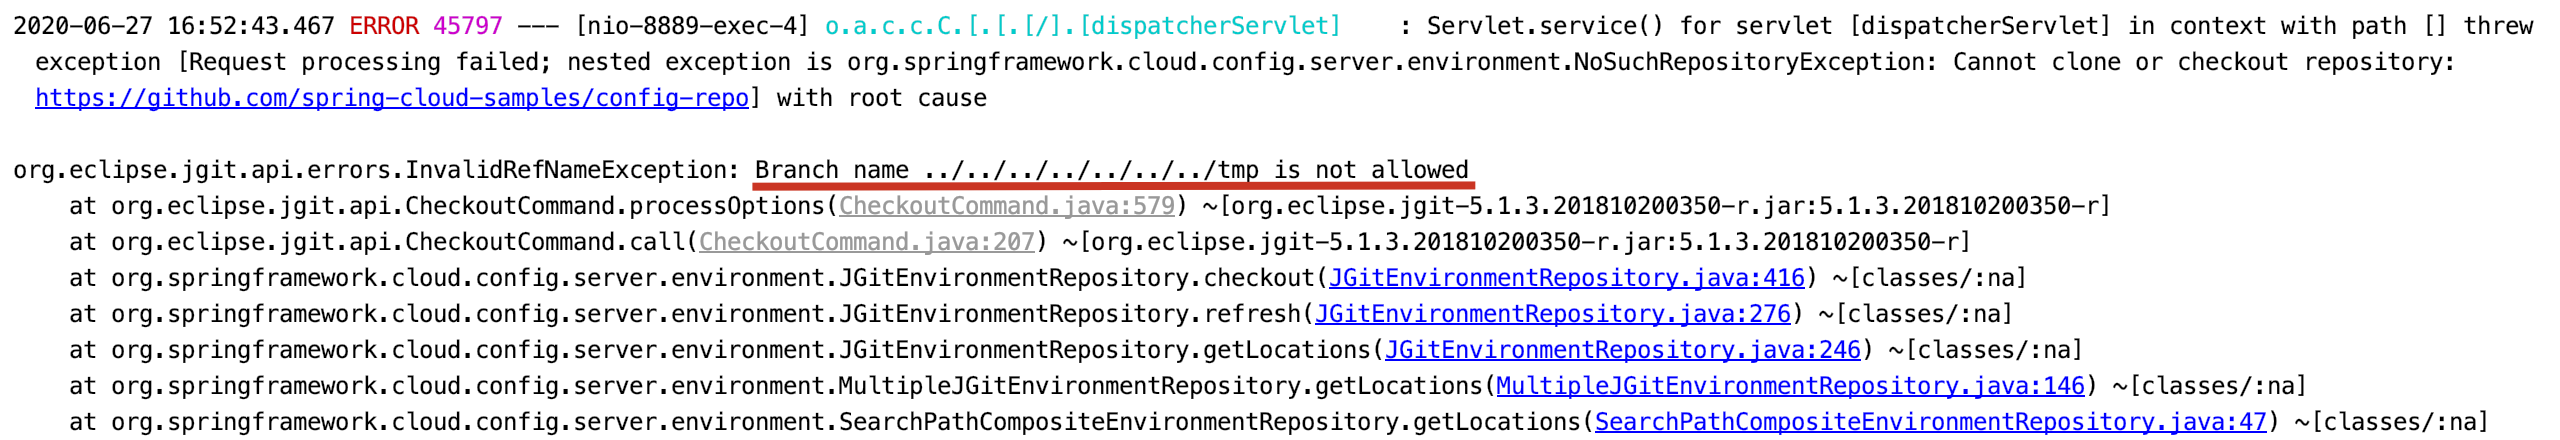 2020-06-27 16:52:43.467 ERROR 45797 --- [nio-8889-exec-4] o.a.c.c.C.[.[.[/].[dispatcherServlet]    : Servlet.service() for servlet [dispatcherServlet] in context with path [] threw
exception [Request processing failed; nested exception is org.springframework.cloud.config.server.environment.NoSuchRepositoryException: Cannot clone or checkout repository:
https://github.com/spring-cloud-samples/config-repo] with root cause
org.eclipse.jgit.api.errors.InvalidRefNameException: Branch name ../../../../../../../tmp is not allowed
at org.eclipse.jgit.api.CheckoutCommand.processOptions(CheckoutCommand.java:579) ~[org.eclipse.jgit-5.1.3.201810200350-r.jar:5.1.3.201810200350-r]
at org.eclipse.jgit.api.CheckoutCommand.call(CheckoutCommand.java:207) ~[org.eclipse.jgit-5.1.3.201810200350-r.jar:5.1.3.201810200350-r]
at org.springframework.cloud.config.server.environment.JGitEnvironmentRepository.checkout(JGitEnvironmentRepository.java:416) ~[classes/:na]
at org.springframework.cloud.config.server.environment.JGitEnvironmentRepository.refresh(JGitEnvironmentRepository.java:276) ~[classes/:na]
at org.springframework.cloud.config.server.environment.JGitEnvironmentRepository.getLocations(JGitEnvironmentRepository.java:246) ~[classes/:na]
at org.springframework.cloud.config.server.environment.MultipleJGitEnvironmentRepository.getLocations(MultipleJGitEnvironmentRepository.java:146) ~[classes/:na]
at org.springframework.cloud.config.server.environment.SearchPathCompositeEnvironmentRepository.getLocations(SearchPathCompositeEnvironmentRepository.java:47) ~[classes/:na]